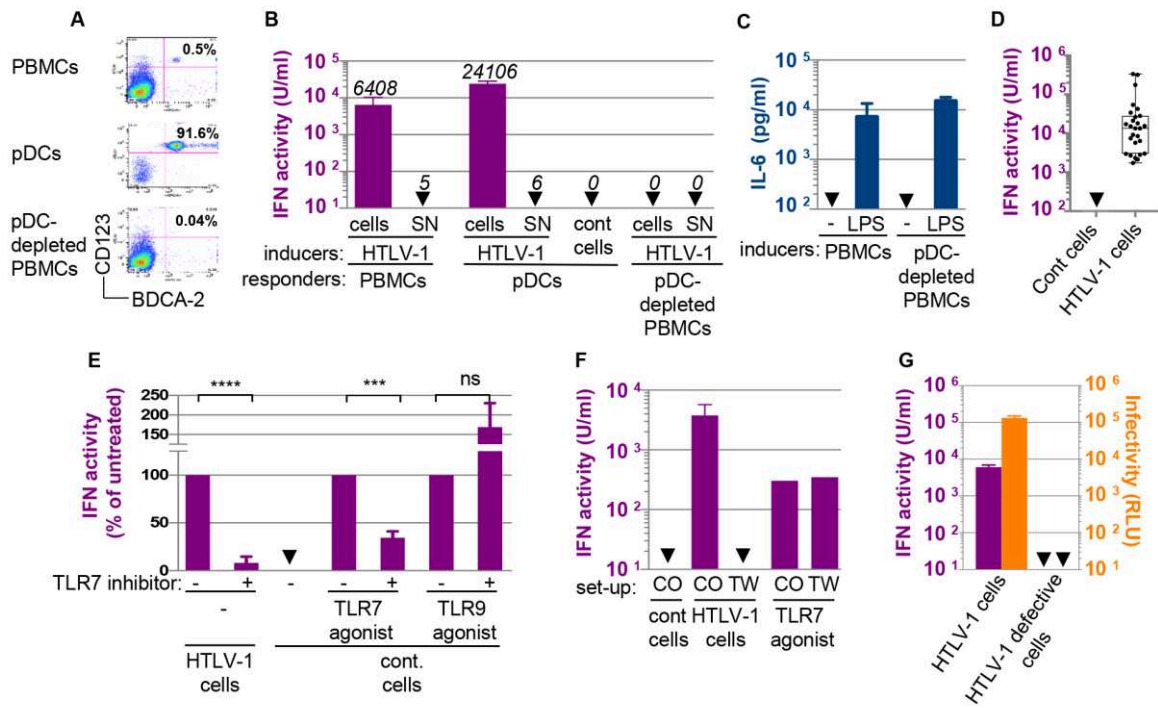 A
PBMCs
0.5%
pDCs
91.6%
pDC-
depleted
PBMCs
0.04%
CD123
BDCA-2
B
IFN activity (U/ml)
10 5
10 4
10 3
10 2
10 1
6408
5
24106
6
0
0
0
cells SN cells SN cont cells cells SN
inducers: HTLV-1 HTLV-1 HTLV-1
responders: PBMCs pDCs pDC-
depleted
PBMCs
C
IL-6 (pg/ml)
10 5
10 4
10 3
10 2
- LPS - LPS
inducers: PBMCs pDC-
depleted
PBMCs
D
IFN activity (U/ml)
10 6
10 5
10 4
10 3
10 2
Cont cells
HTLV-1 cells
E
IFN activity
(% of untreated)
250
200
150
100
50
0
**** *** ns
TLR7 inhibitor: - + - - + - +
- TLR7 TLR9
agonist agonist
HTLV-1 cont.
cells cells
F
IFN activity (U/ml)
10 4
10 3
10 2
10 1
set-up: CO CO TW CO TW
cont HTLV-1 TLR7
cells cells agonist
G
IFN activity (U/ml)
10 6
10 5
10 4
10 3
10 2
10 1
Infectivity (RLU)
10 6
10 5
10 4
10 3
10 2
10 1
HTLV-1 cells
HTLV-1 defective
cells